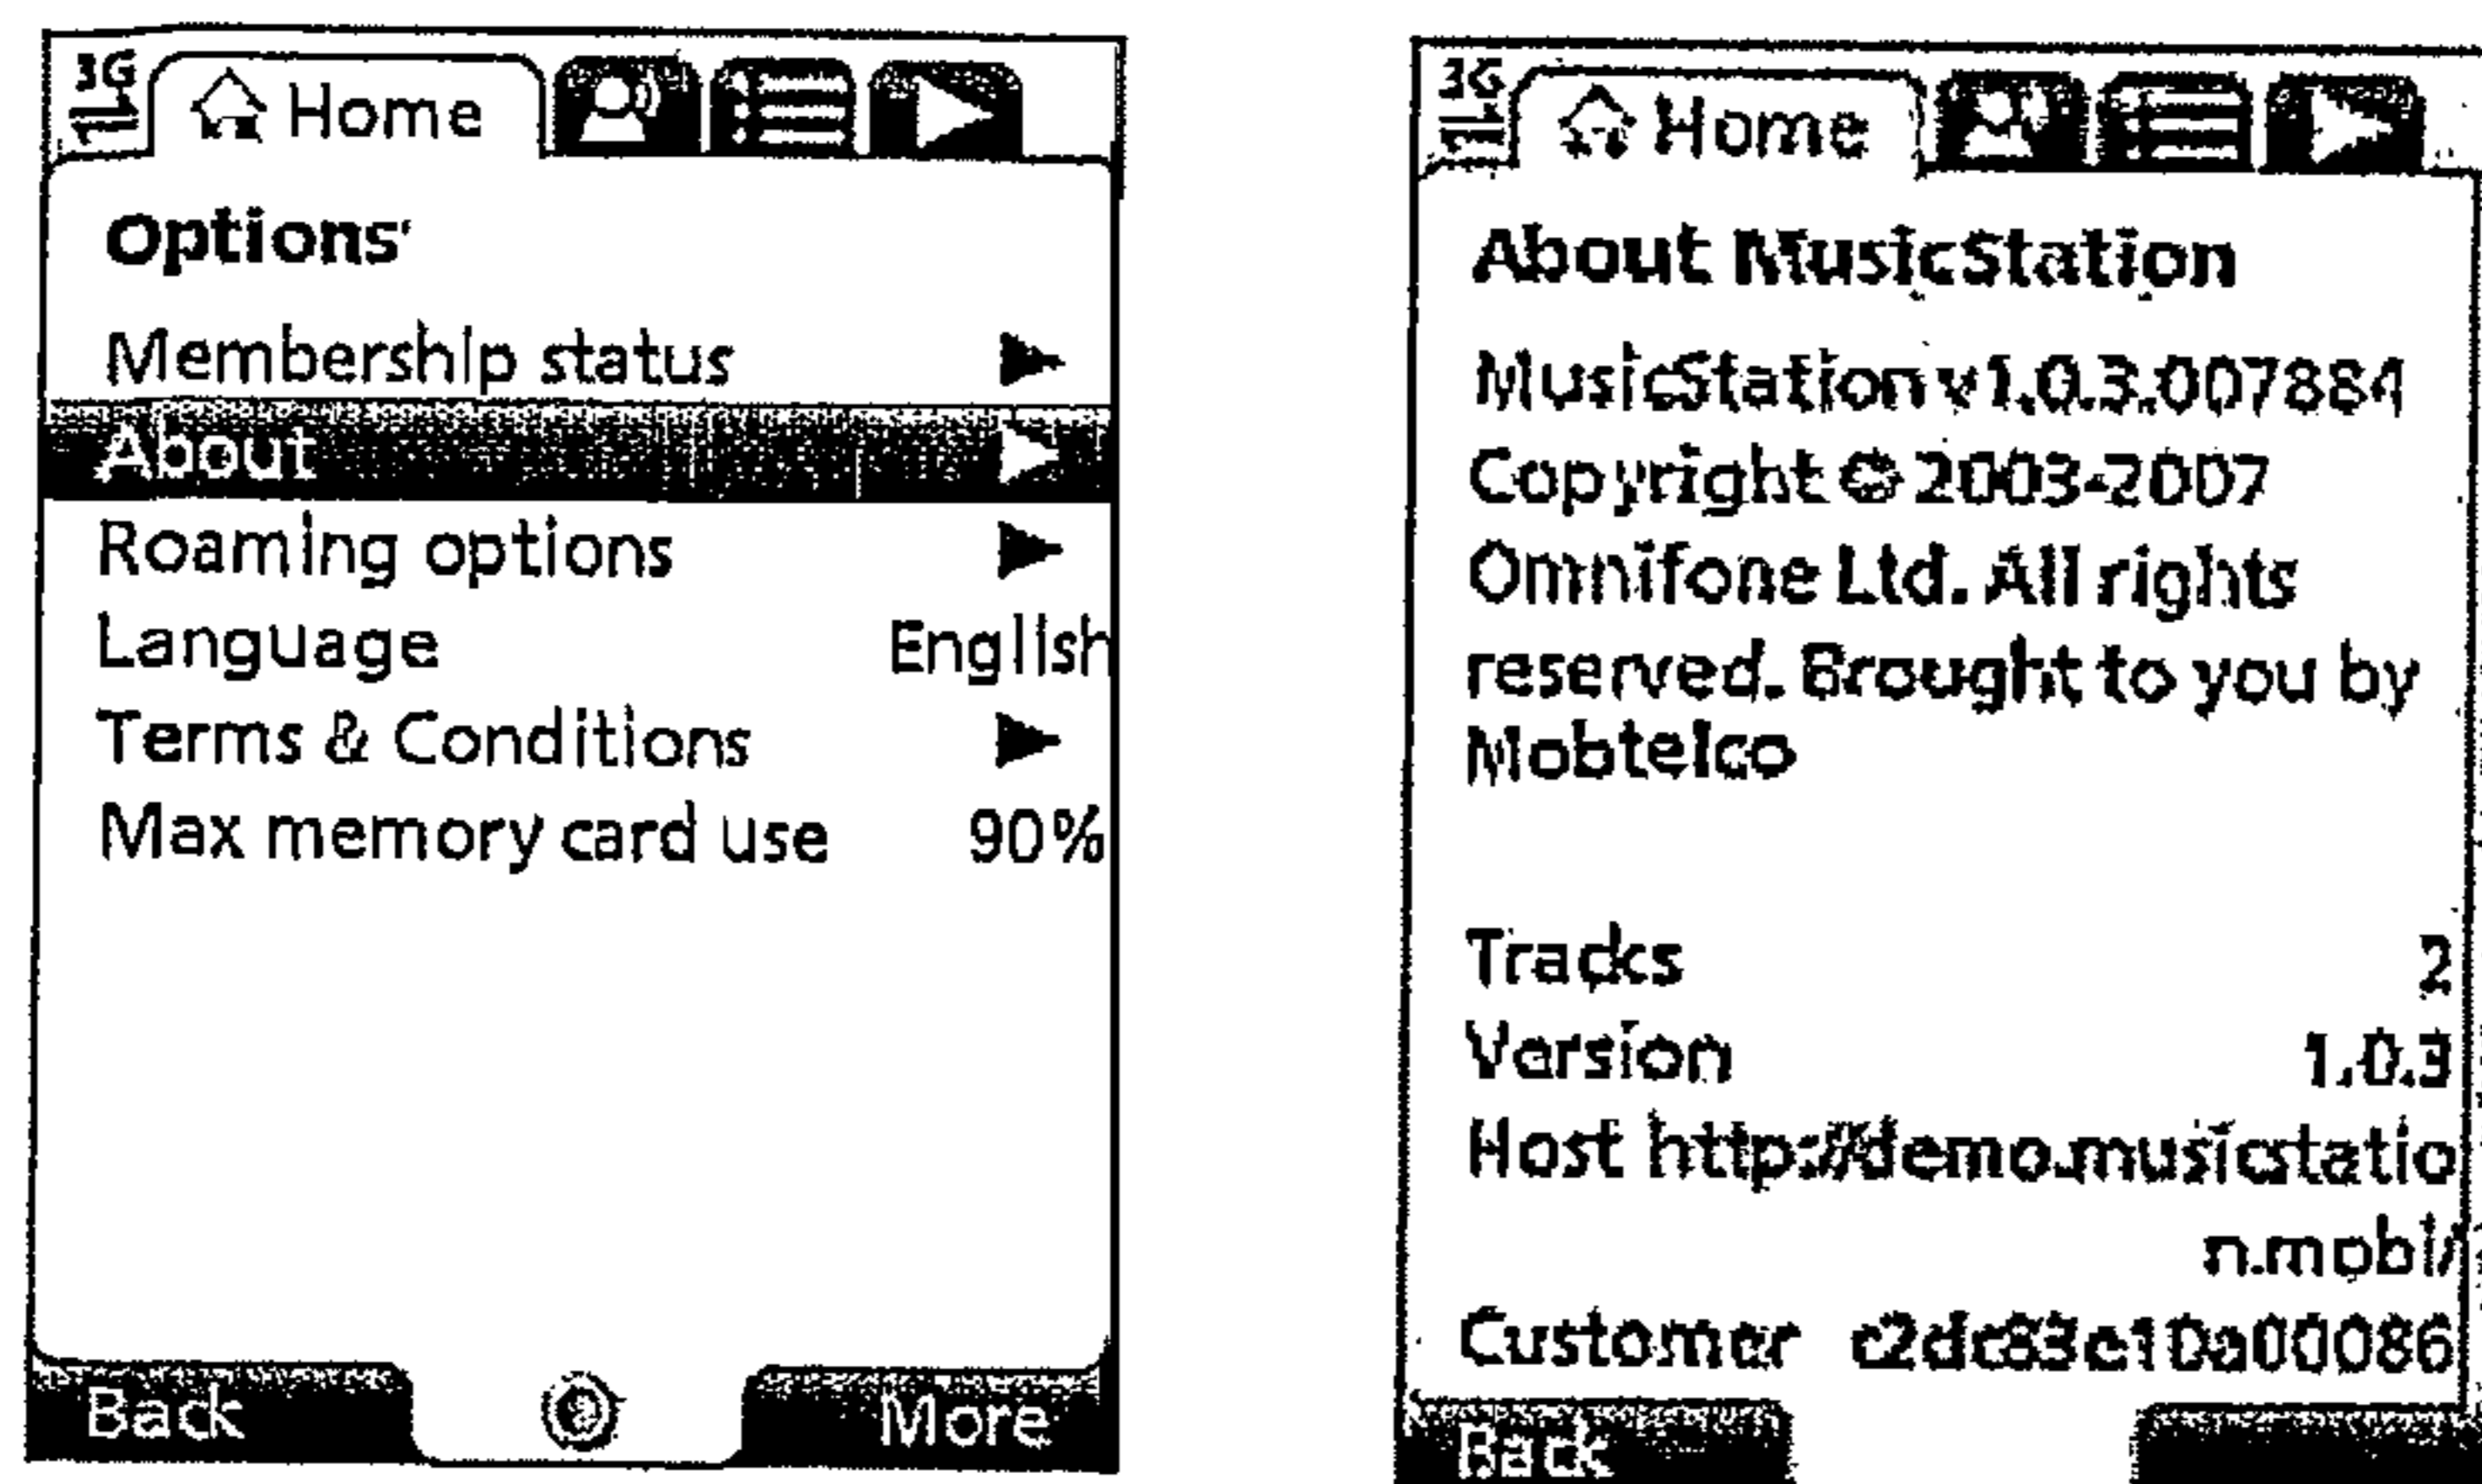 3G
Home
Options
Membership status
About
Roaming options
Language English
Terms & Conditions
Max memory card use 90%
Back More
3G
Home
About MusicStation
MusicStation v1.0.3.007884
Copyright © 2003-2007
Omnifone Ltd. All rights
reserved. Brought to you by
Mobtelco
Tracks 2
Version 1.0.3
Host http://demo.musicstatio
n.mobi/
Customer c2dc83e10a00086
Back